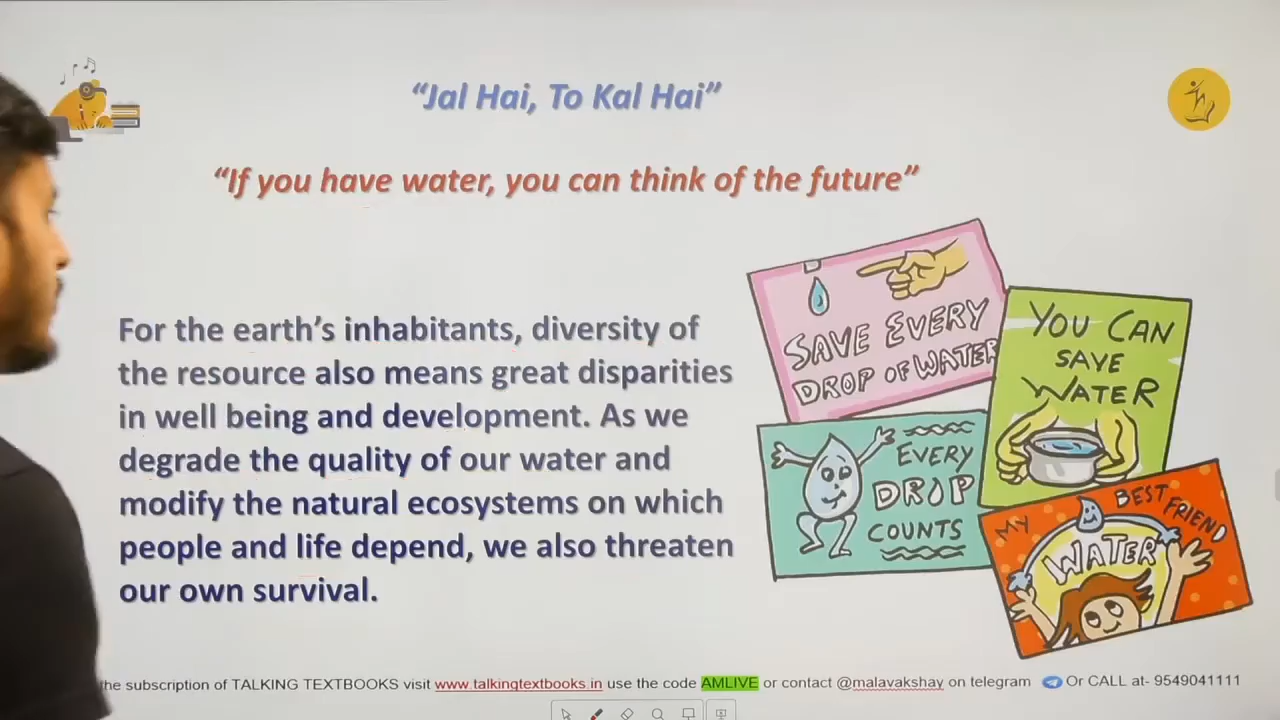 “Jal Hai, To Kal Hai”
“If you have water, you can think of the future”
For the earth’s inhabitants, diversity of
the resource also means great disparities
in well being and development. As we
degrade the quality of our water and
modify the natural ecosystems on which
people and life depend, we also threaten
our own survival.
SAVE EVERY
DROP OF WATER
YOU CAN
SAVE
WATER
EVERY
DROP
COUNTS
MY BEST FRIEND
WATER
the subscription of TALKING TEXTBOOKS visit www.talkingtextbooks.in use the code AMLIVE or contact @malavakshay on telegram Or CALL at- 9549041111